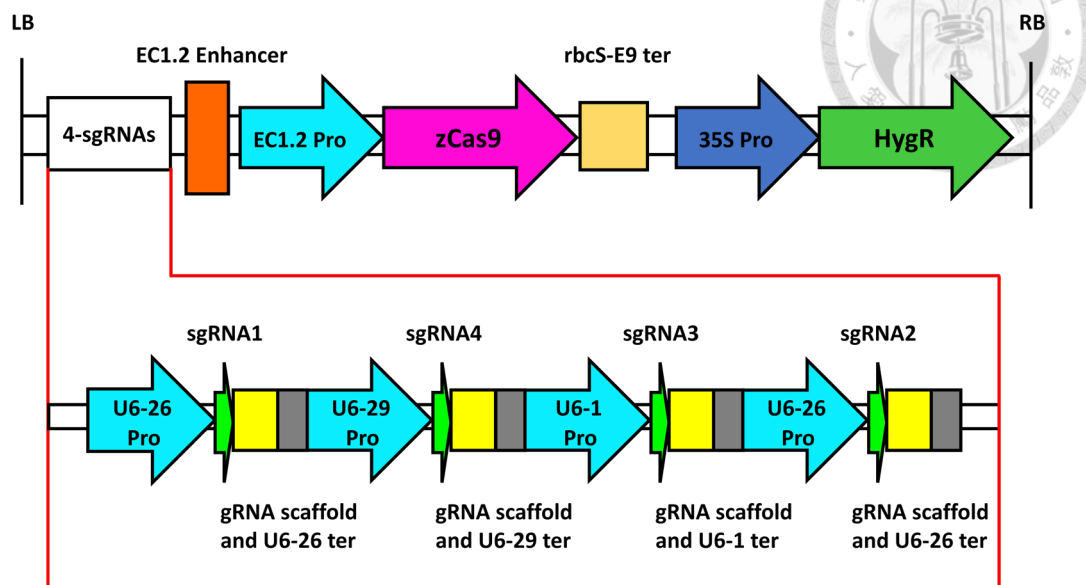 LB
RB
EC1.2 Enhancer
rbcS-E9 ter
4-sgRNAs
EC1.2 Pro
zCas9
35S Pro
HygR
sgRNA1
sgRNA4
sgRNA3
sgRNA2
U6-26
Pro
U6-29
Pro
U6-1
Pro
U6-26
Pro
gRNA scaffold
and U6-26 ter
gRNA scaffold
and U6-29 ter
gRNA scaffold
and U6-1 ter
gRNA scaffold
and U6-26 ter